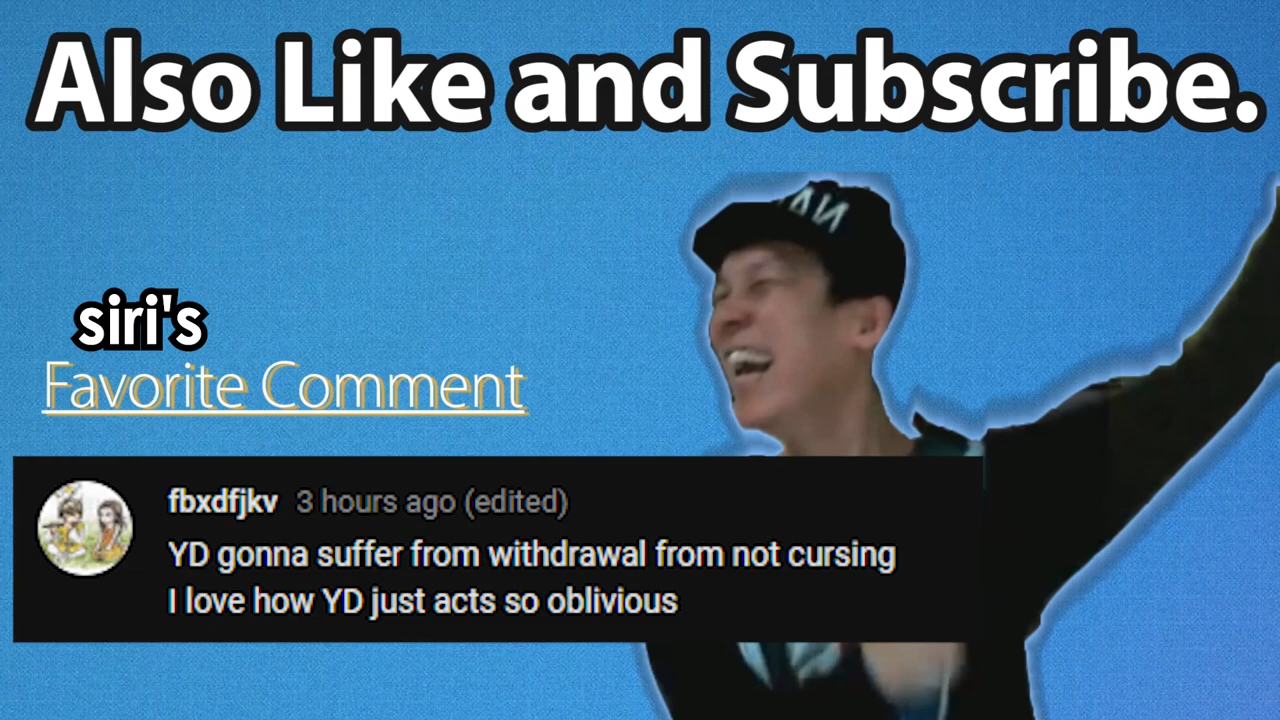 Also Like and Subscribe.
siri's
Favorite Comment
fbxdfjkv 3 hours ago (edited)
YD gonna suffer from withdrawal from not cursing
I love how YD just acts so oblivious